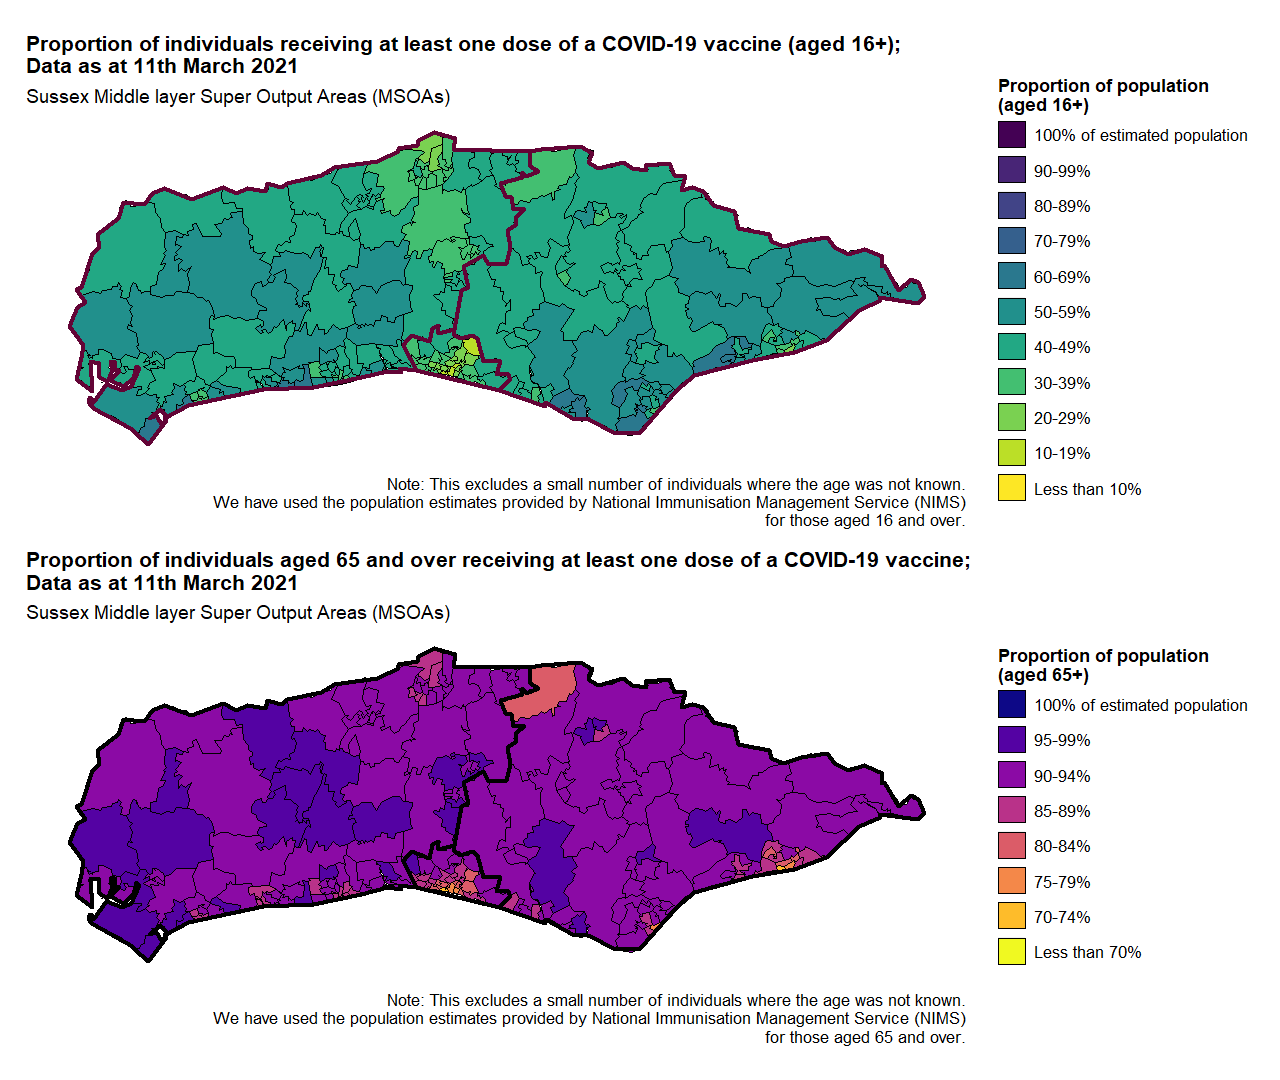 Proportion of individuals receiving at least one dose of a COVID-19 vaccine (aged 16+);
Data as at 11th March 2021
Sussex Middle layer Super Output Areas (MSOAs)
Proportion of population
(aged 16+)
100% of estimated population
90-99%
80-89%
70-79%
60-69%
50-59%
40-49%
30-39%
20-29%
10-19%
Less than 10%
Note: This excludes a small number of individuals where the age was not known.
We have used the population estimates provided by National Immunisation Management Service (NIMS)
for those aged 16 and over.
Proportion of individuals aged 65 and over receiving at least one dose of a COVID-19 vaccine;
Data as at 11th March 2021
Sussex Middle layer Super Output Areas (MSOAs)
Proportion of population
(aged 65+)
100% of estimated population
95-99%
90-94%
85-89%
80-84%
75-79%
70-74%
Less than 70%
Note: This excludes a small number of individuals where the age was not known.
We have used the population estimates provided by National Immunisation Management Service (NIMS)
for those aged 65 and over.